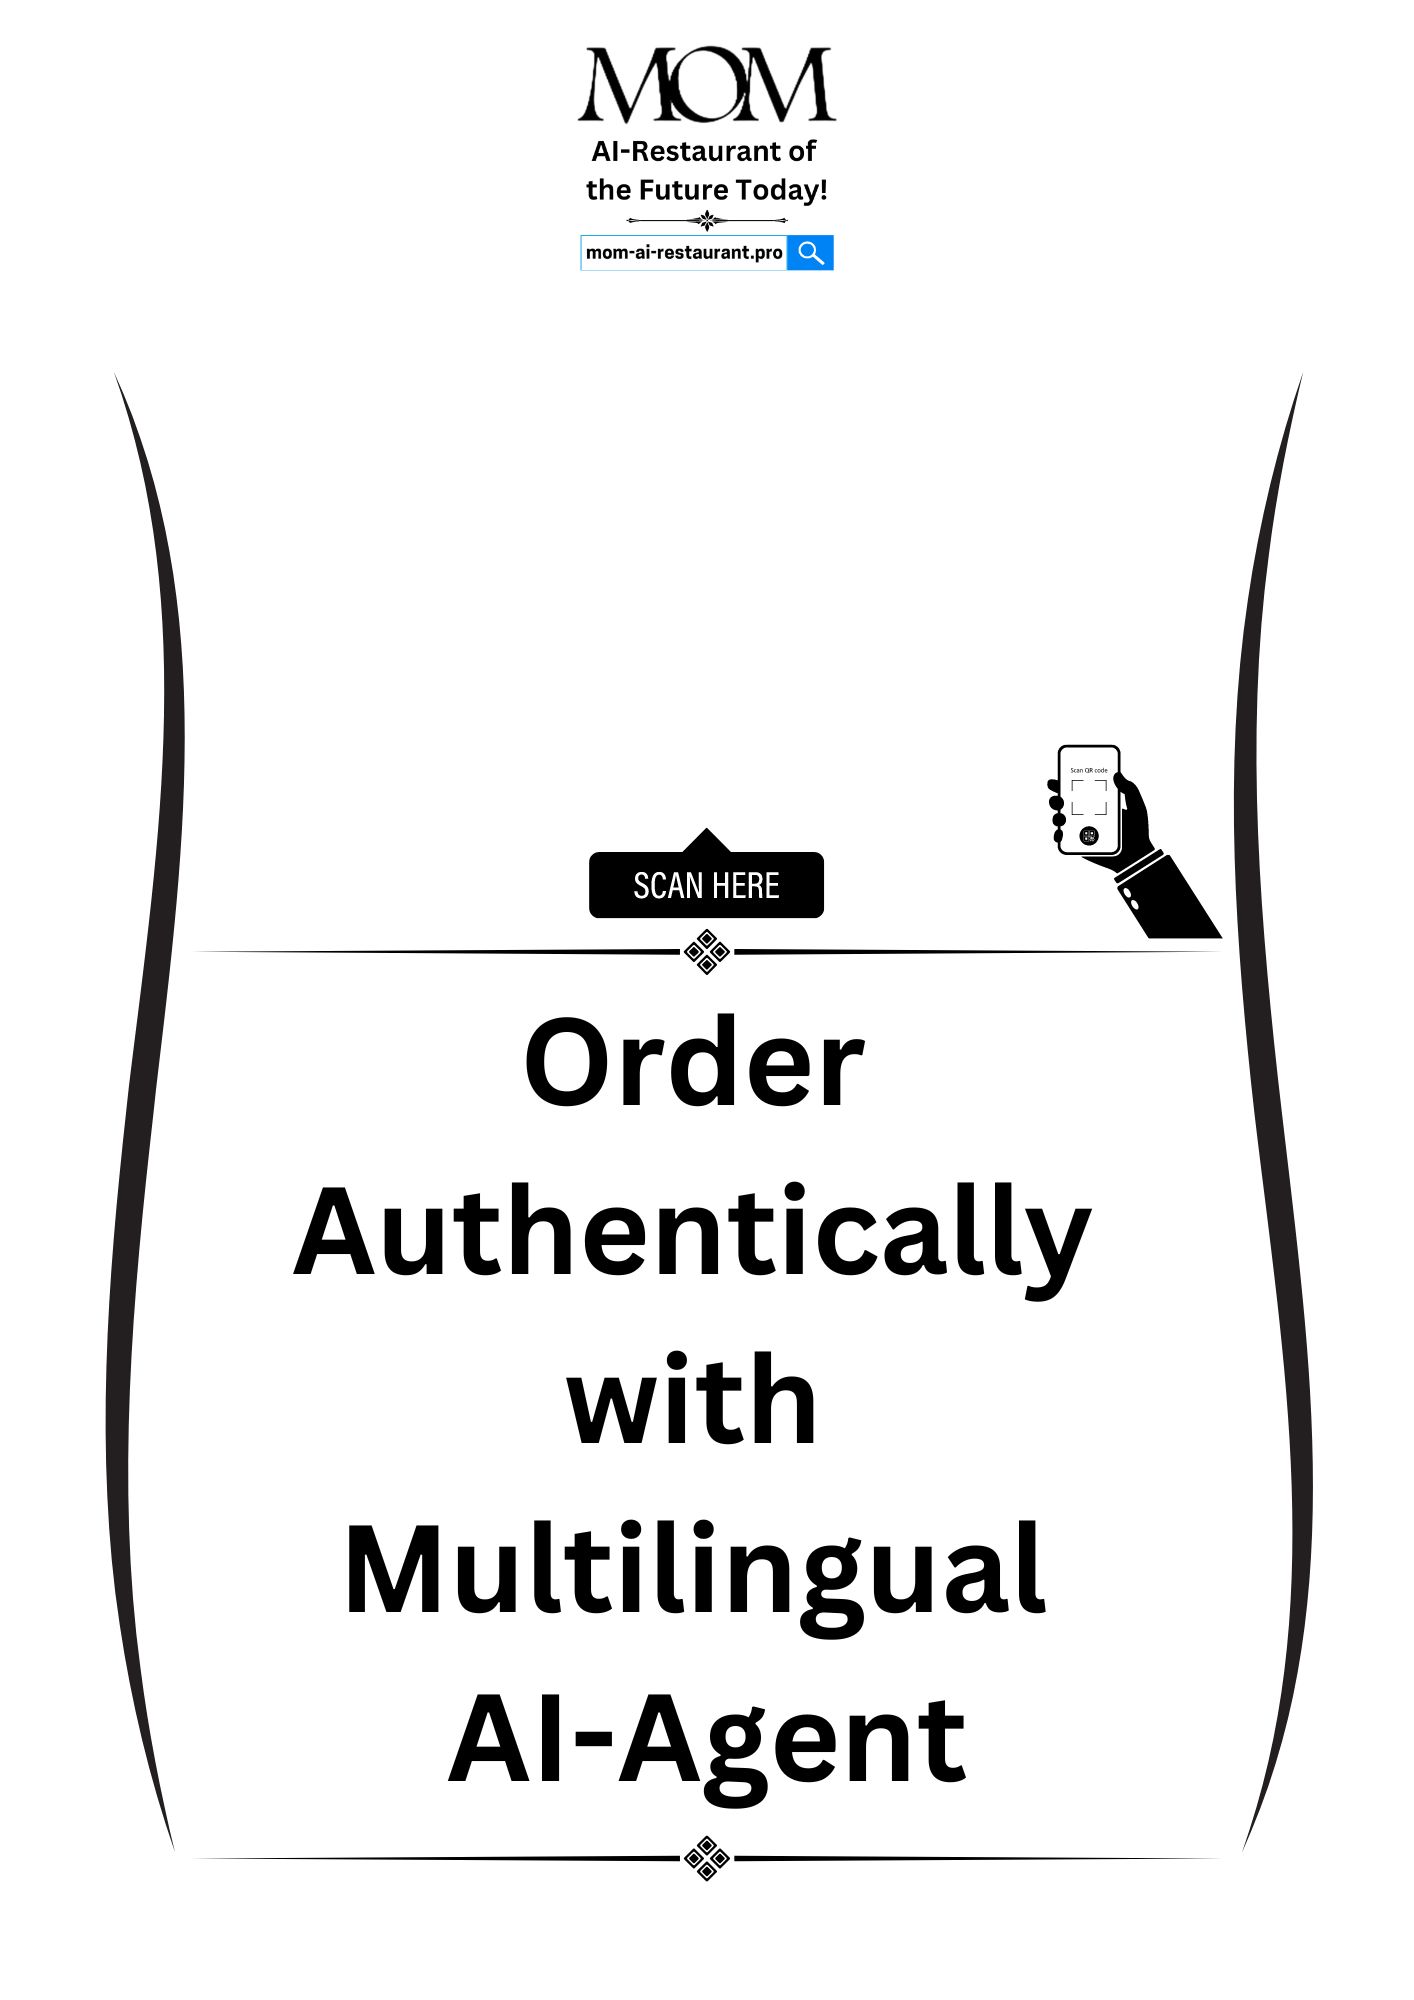 MOM
AI-Restaurant of
the Future Today!
mom-ai-restaurant.pro
Scan QR code
SCAN HERE
Order
Authentically
with
Multilingual
AI-Agent